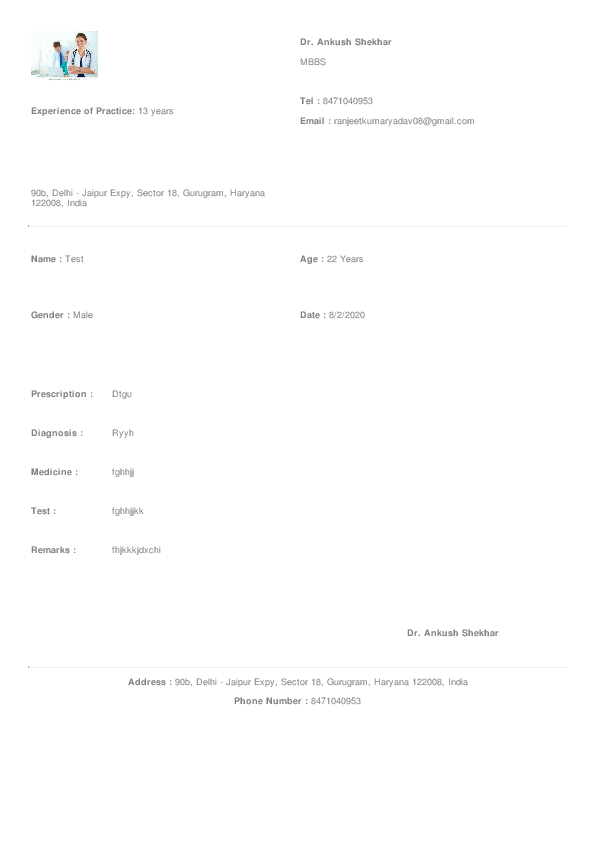 Dr. Ankush Shekhar
MBBS
Tel : 8471040953
Experience of Practice: 13 years
Email : ranjeetkumaryadav08@gmail.com
90b, Delhi - Jaipur Expy, Sector 18, Gurugram, Haryana
122008, India
Name : Test
Age : 22 Years
Gender : Male
Date : 8/2/2020
Prescription : Dtgu
Diagnosis : Ryyh
Medicine : fghhjj
Test : fghhjjkk
Remarks : fhjkkkjdxchi
Dr. Ankush Shekhar
Address : 90b, Delhi - Jaipur Expy, Sector 18, Gurugram, Haryana 122008, India
Phone Number : 8471040953